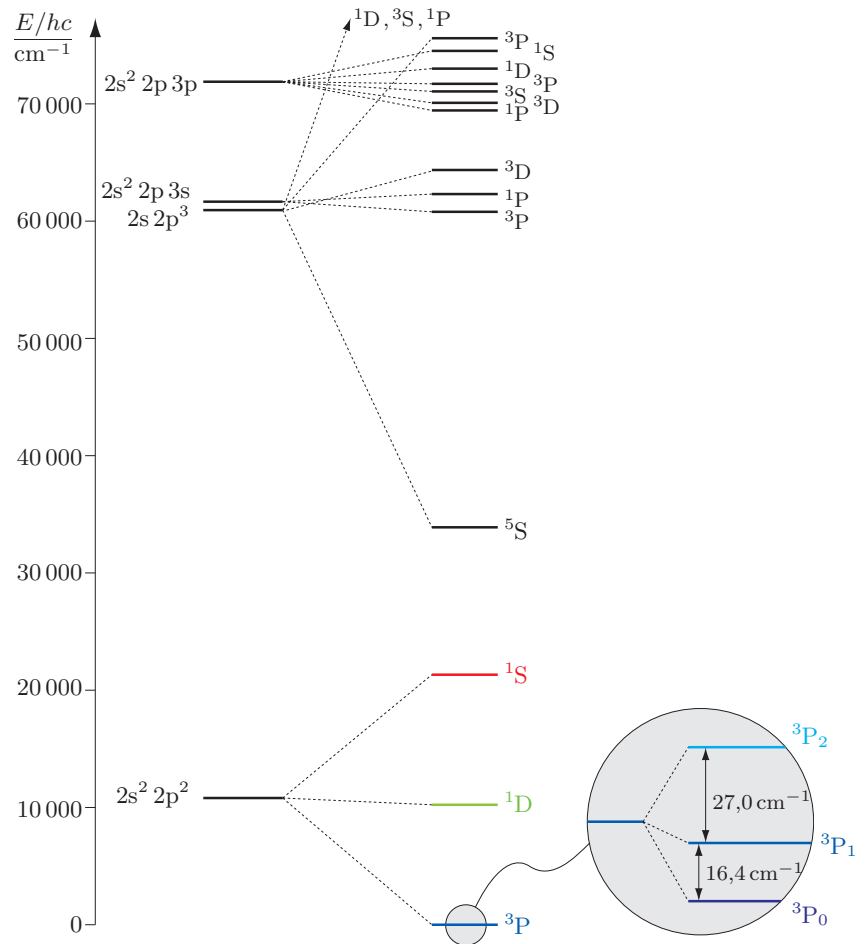 E/hc
cm⁻¹
¹D, ³S, ¹P
³P ¹S
2s² 2p 3p
¹D ³P
³S ³D
¹P
70 000
³D
2s² 2p 3s
¹P
2s 2p³
³P
60 000
50 000
40 000
⁵S
30 000
20 000
¹S
³P₂
2s² 2p²
¹D
27,0 cm⁻¹
10 000
³P₁
16,4 cm⁻¹
³P₀
0
³P